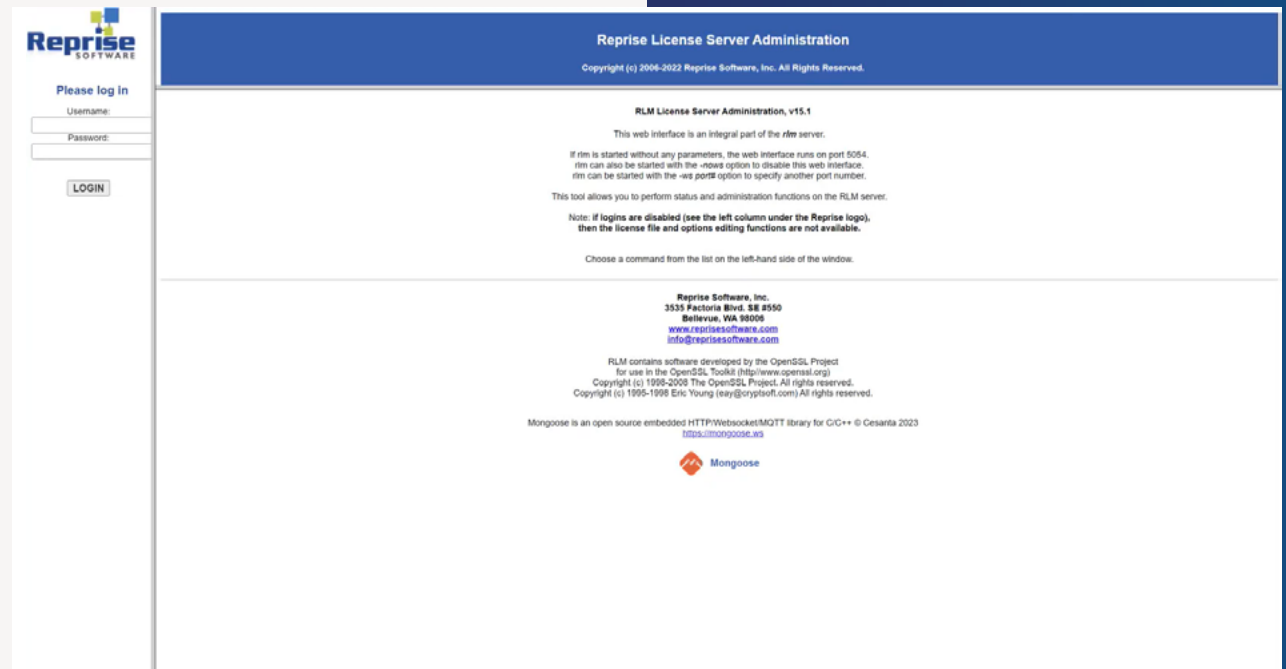 Reprise
SOFTWARE
Please log in
Username:
Password:
LOGIN
Reprise License Server Administration
Copyright (c) 2006-2022 Reprise Software, Inc. All Rights Reserved.
RLM License Server Administration, v15.1
This web interface is an integral part of the rlm server.
If rlm is started without any parameters, the web interface runs on port 5054.
rlm can also be started with the -nows option to disable this web interface.
rlm can be started with the -ws port# option to specify another port number.
This tool allows you to perform status and administration functions on the RLM server.
Note: if logins are disabled (see the left column under the Reprise logo),
then the license file and options editing functions are not available.
Choose a command from the list on the left-hand side of the window.
Reprise Software, Inc.
3535 Factoria Blvd. SE #550
Bellevue, WA 98006
www.reprisesoftware.com
info@reprisesoftware.com
RLM contains software developed by the OpenSSL Project
for use in the OpenSSL Toolkit (http//www.openssl.org)
Copyright (c) 1998-2008 The OpenSSL Project. All rights reserved.
Copyright (c) 1995-1998 Eric Young (eay@cryptsoft.com) All rights reserved.
Mongoose is an open source embedded HTTP/Websocket/MQTT library for C/C++ © Cesanta 2023
https://mongoose.ws
Mongoose